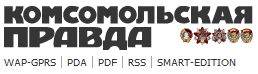 КОМСОМОЛЬСКАЯ
ПРАВДА
WAP-GPRS | PDA | PDF | RSS | SMART-EDITION